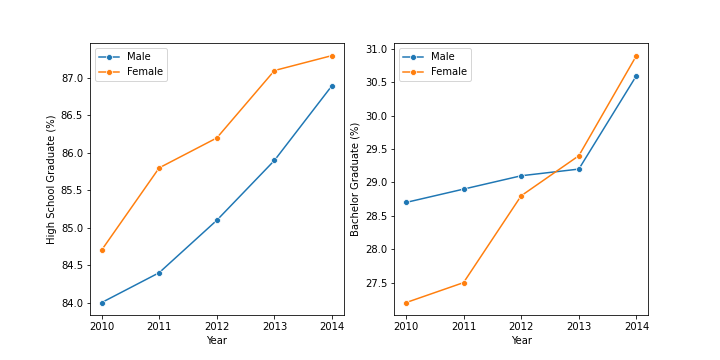 Male
Female
87.0
86.5
86.0
85.5
85.0
84.5
84.0
High School Graduate (%)
2010 2011 2012 2013 2014
Year
Male
Female
31.0
30.5
30.0
29.5
29.0
28.5
28.0
27.5
Bachelor Graduate (%)
2010 2011 2012 2013 2014
Year